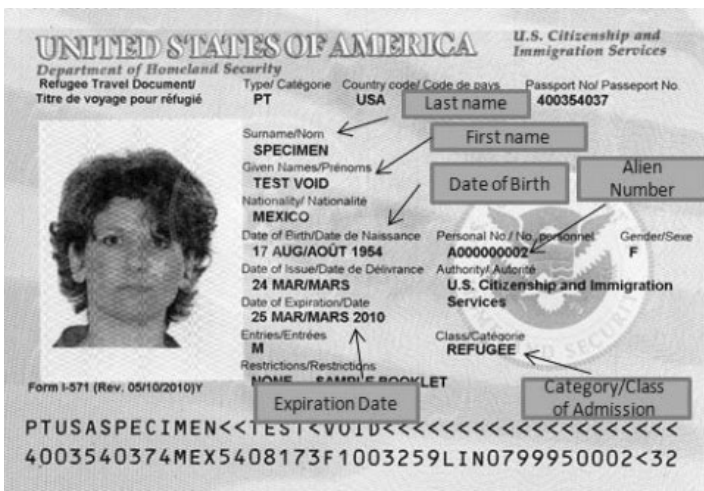 UNITED STATES OF AMERICA
U.S. Citizenship and
Immigration Services
Department of Homeland Security
Refugee Travel Document/
Titre de voyage pour réfugié
Type/ Catégorie Country code/ Code de pays Passport No/ Passeport No.
PT USA 400354037
Last name
Surname/Nom
SPECIMEN
First name
Given Names/Prénoms
TEST VOID
Date of Birth
Alien
Number
Nationality/ Nationalité
MEXICO
Date of Birth/Date de Naissance Personal No./ No. personnel Gender/Sexe
17 AUG/AOÛT 1954 A000000002 F
Date of Issue/Date de Délivrance Authority/ Autorité
24 MAR/MARS U.S. Citizenship and Immigration
Services
Date of Expiration/Date
25 MAR/MARS 2010
Entries/Entrées Class/Catégorie
M REFUGEE
Restrictions/Restrictions
NONE SAMPLE BOOKLET
Form I-571 (Rev. 05/10/2010)Y
Expiration Date
Category/Class
of Admission
PTUSASPECIMEN<<TEST<VOID<<<<<<<<<<<<<<<<<<<<
4003540374MEX5408173F1003259LIN0799950002<32